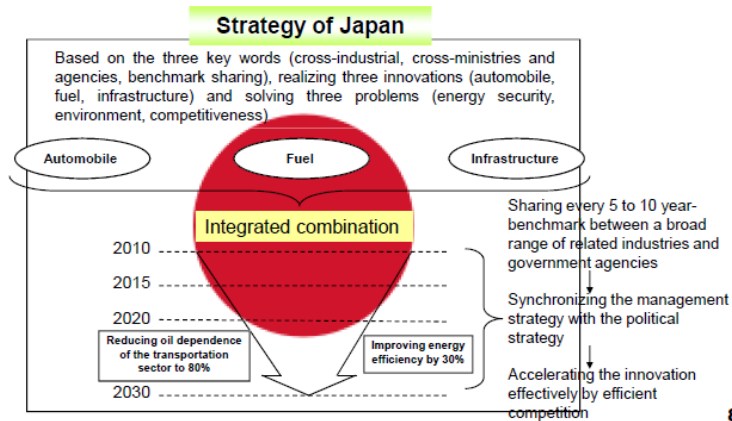 Strategy of Japan
Based on the three key words (cross-industrial, cross-ministries and
agencies, benchmark sharing), realizing three innovations (automobile,
fuel, infrastructure) and solving three problems (energy security,
environment, competitiveness)
Automobile
Fuel
Infrastructure
Integrated combination
2010
2015
2020
Reducing oil dependence
of the transportation
sector to 80%
Improving energy
efficiency by 30%
2030
Sharing every 5 to 10 year-
benchmark between a broad
range of related industries and
government agencies
Synchronizing the management
strategy with the political
strategy
Accelerating the innovation
effectively by efficient
competition
8